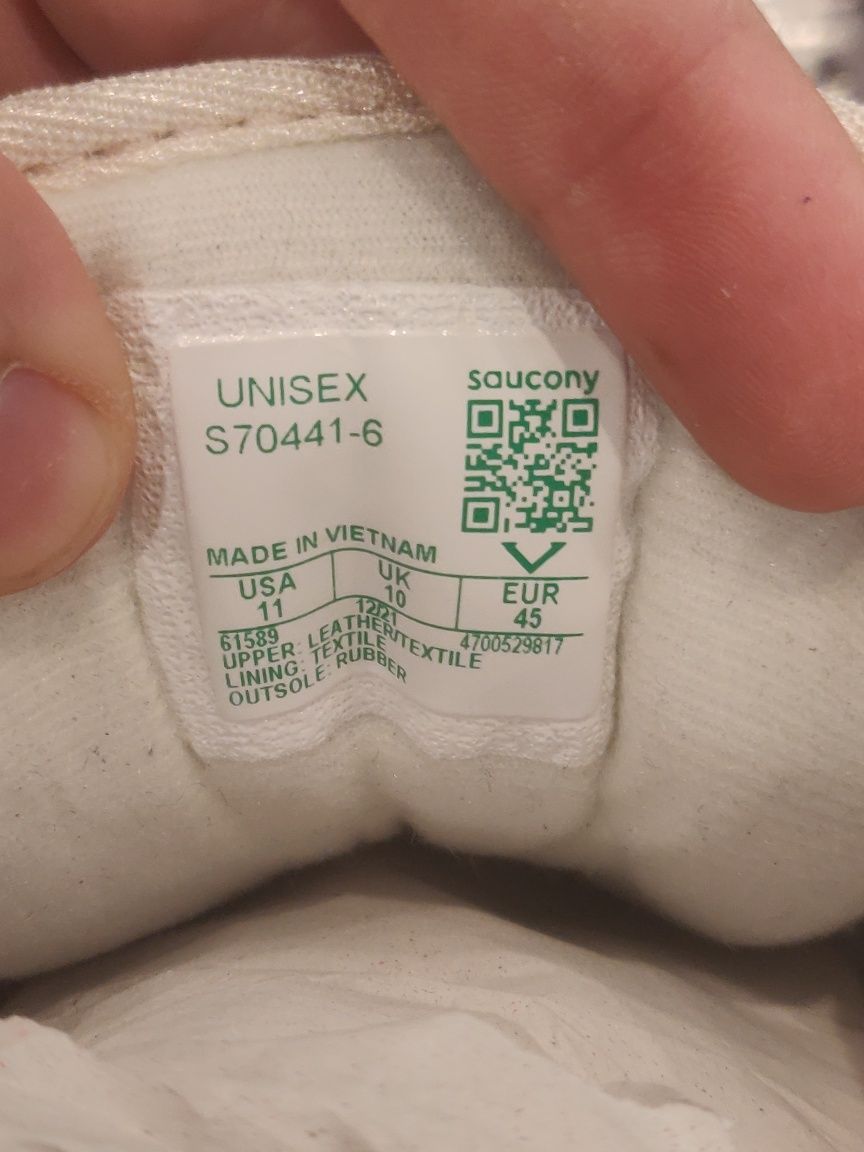 UNISEX
S70441-6
saucony
MADE IN VIETNAM
USA UK EUR
11 10 45
61589 12/21 4700529817
UPPER: LEATHER/TEXTILE
LINING: TEXTILE
OUTSOLE: RUBBER